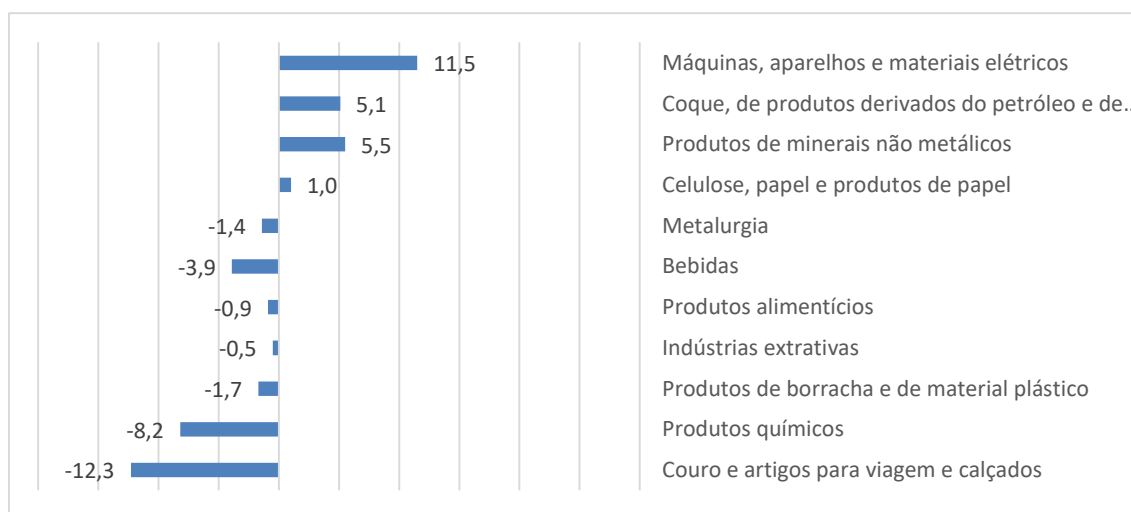 11,5 Máquinas, aparelhos e materiais elétricos
5,1 Coque, de produtos derivados do petróleo e de..
5,5 Produtos de minerais não metálicos
1,0 Celulose, papel e produtos de papel
-1,4 Metalurgia
-3,9 Bebidas
-0,9 Produtos alimentícios
-0,5 Indústrias extrativas
-1,7 Produtos de borracha e de material plástico
-8,2 Produtos químicos
-12,3 Couro e artigos para viagem e calçados